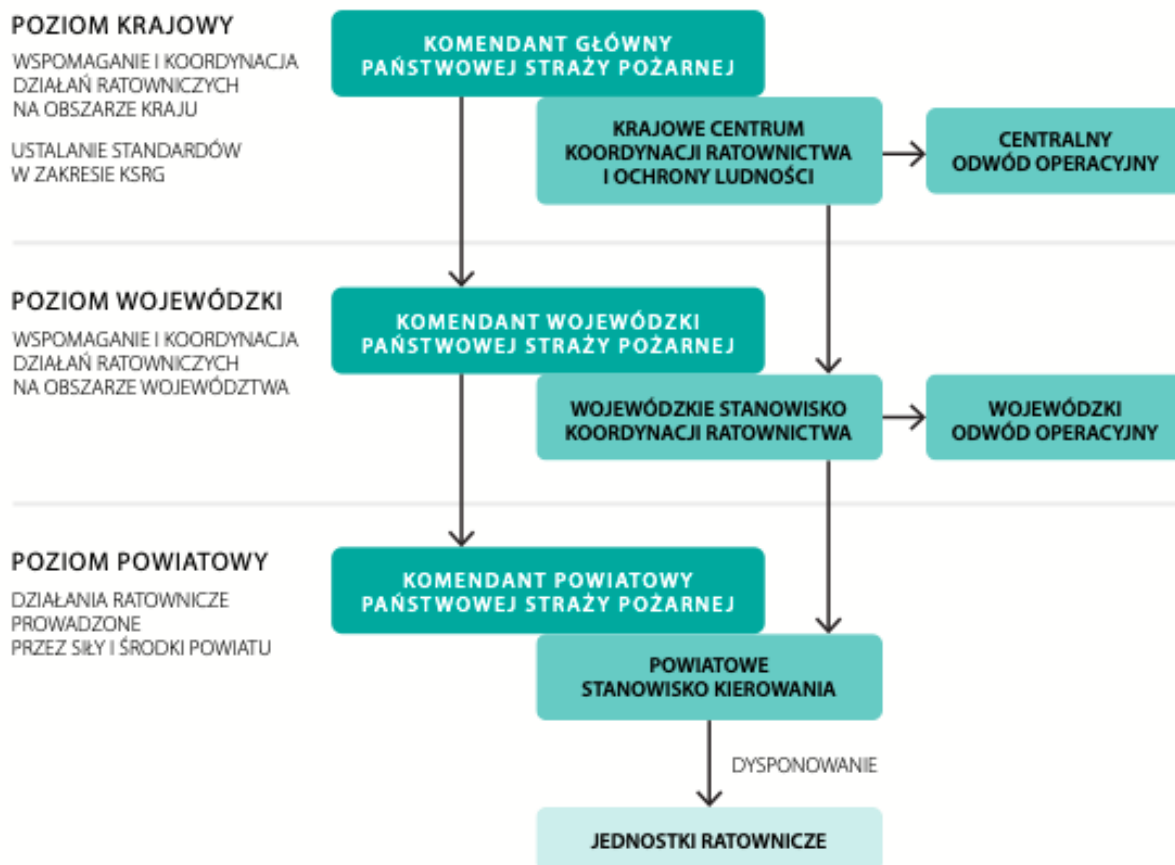 POZIOM KRAJOWY
WSPOMAGANIE I KOORDYNACJA
DZIAŁAŃ RATOWNICZYCH
NA OBSZARZE KRAJU
USTALANIE STANDARDÓW
W ZAKRESIE KSRG
KOMENDANT GŁÓWNY
PAŃSTWOWEJ STRAŻY POŻARNEJ
KRAJOWE CENTRUM
KOORDYNACJI RATOWNICTWA
I OCHRONY LUDNOŚCI
CENTRALNY
ODWÓD OPERACYJNY
POZIOM WOJEWÓDZKI
WSPOMAGANIE I KOORDYNACJA
DZIAŁAŃ RATOWNICZYCH
NA OBSZARZE WOJEWÓDZTWA
KOMENDANT WOJEWÓDZKI
PAŃSTWOWEJ STRAŻY POŻARNEJ
WOJEWÓDZKIE STANOWISKO
KOORDYNACJI RATOWNICTWA
WOJEWÓDZKI
ODWÓD OPERACYJNY
POZIOM POWIATOWY
DZIAŁANIA RATOWNICZE
PROWADZONE
PRZEZ SIŁY I ŚRODKI POWIATU
KOMENDANT POWIATOWY
PAŃSTWOWEJ STRAŻY POŻARNEJ
POWIATOWE
STANOWISKO KIEROWANIA
DYSPONOWANIE
JEDNOSTKI RATOWNICZE